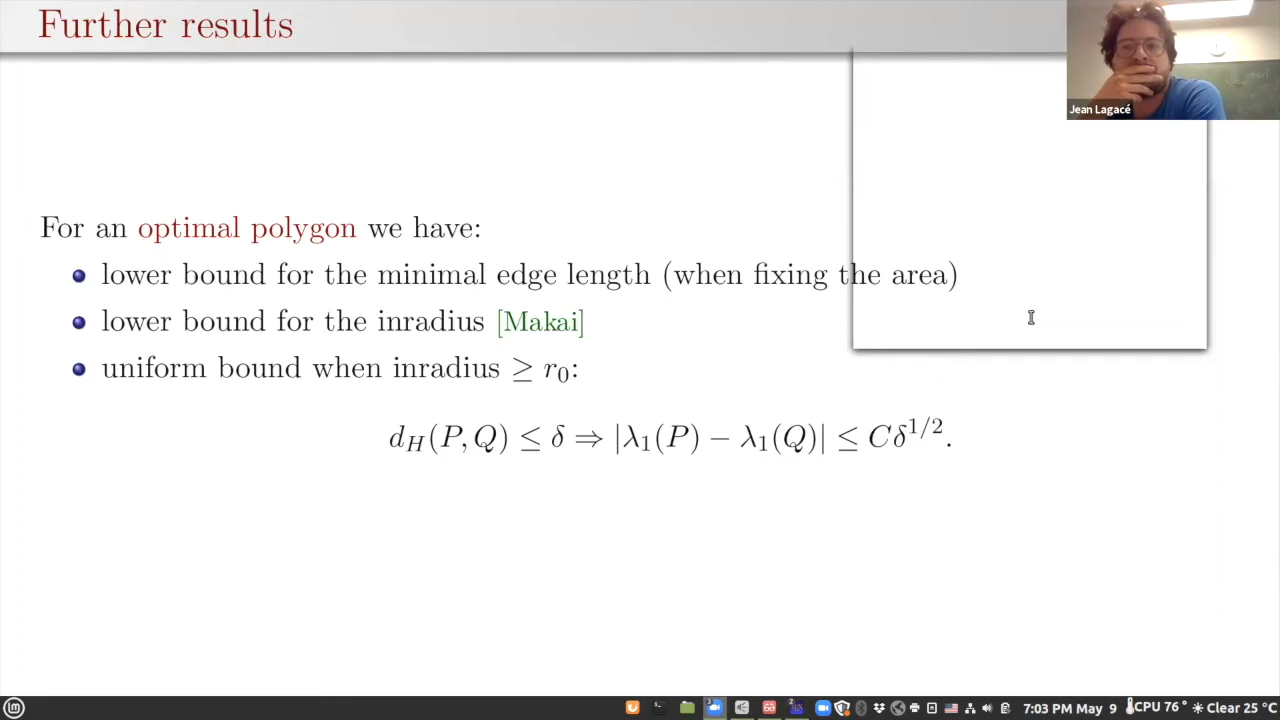 Further results
Jean Lagacé
For an optimal polygon we have:
lower bound for the minimal edge length (when fixing the area)
lower bound for the inradius [Makai]
uniform bound when inradius ≥ r₀:
d_H(P, Q) ≤ δ ⇒ |λ₁(P) − λ₁(Q)| ≤ Cδ^{1/2}.
7:03 PM May 9 CPU 76° Clear 25 °C